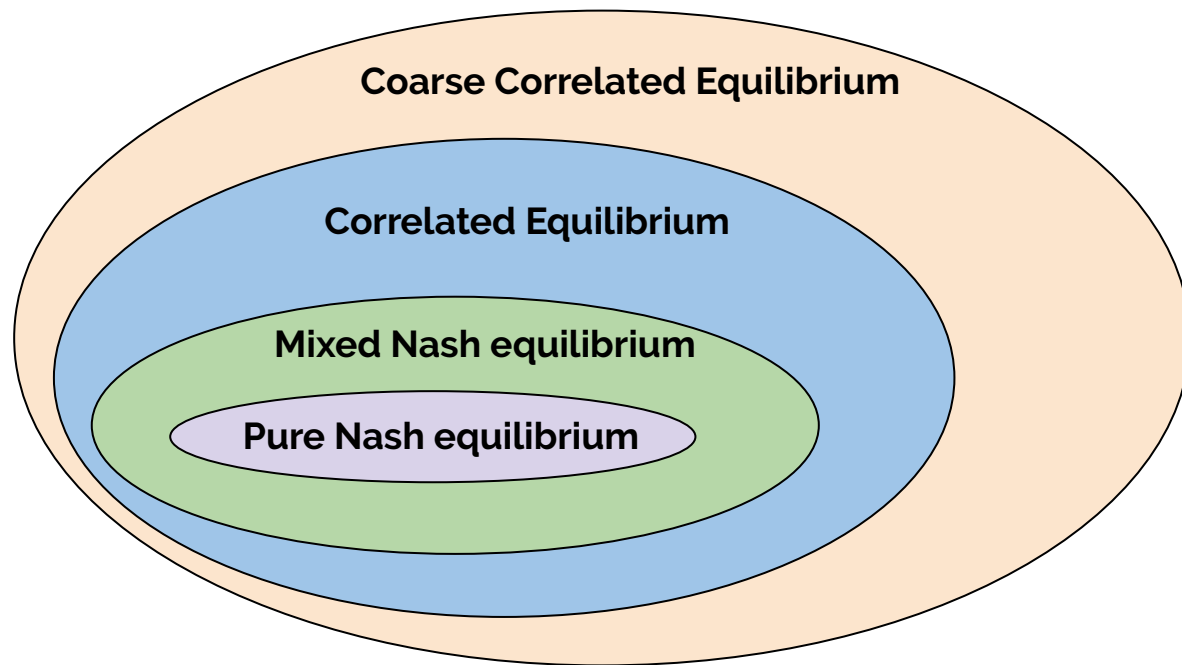 Coarse Correlated Equilibrium
Correlated Equilibrium
Mixed Nash equilibrium
Pure Nash equilibrium